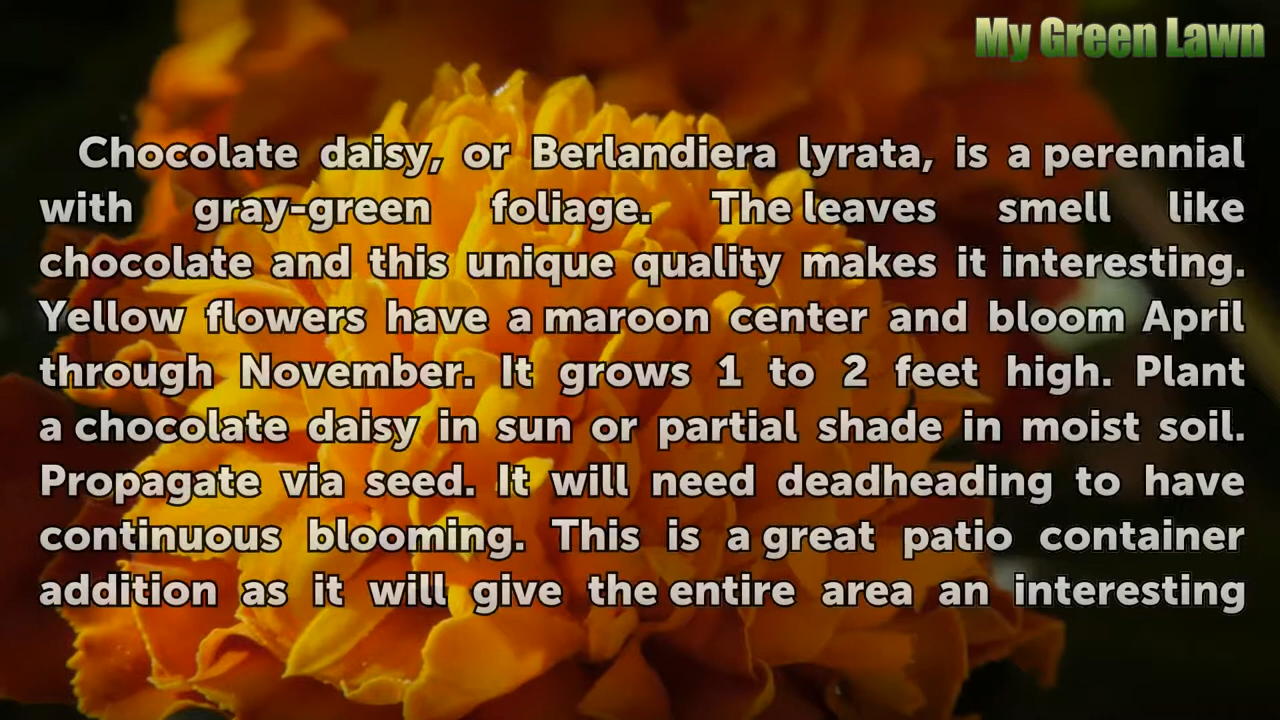 My Green Lawn
Chocolate daisy, or Berlandiera lyrata, is a perennial
with gray-green foliage. The leaves smell like
chocolate and this unique quality makes it interesting.
Yellow flowers have a maroon center and bloom April
through November. It grows 1 to 2 feet high. Plant
a chocolate daisy in sun or partial shade in moist soil.
Propagate via seed. It will need deadheading to have
continuous blooming. This is a great patio container
addition as it will give the entire area an interesting